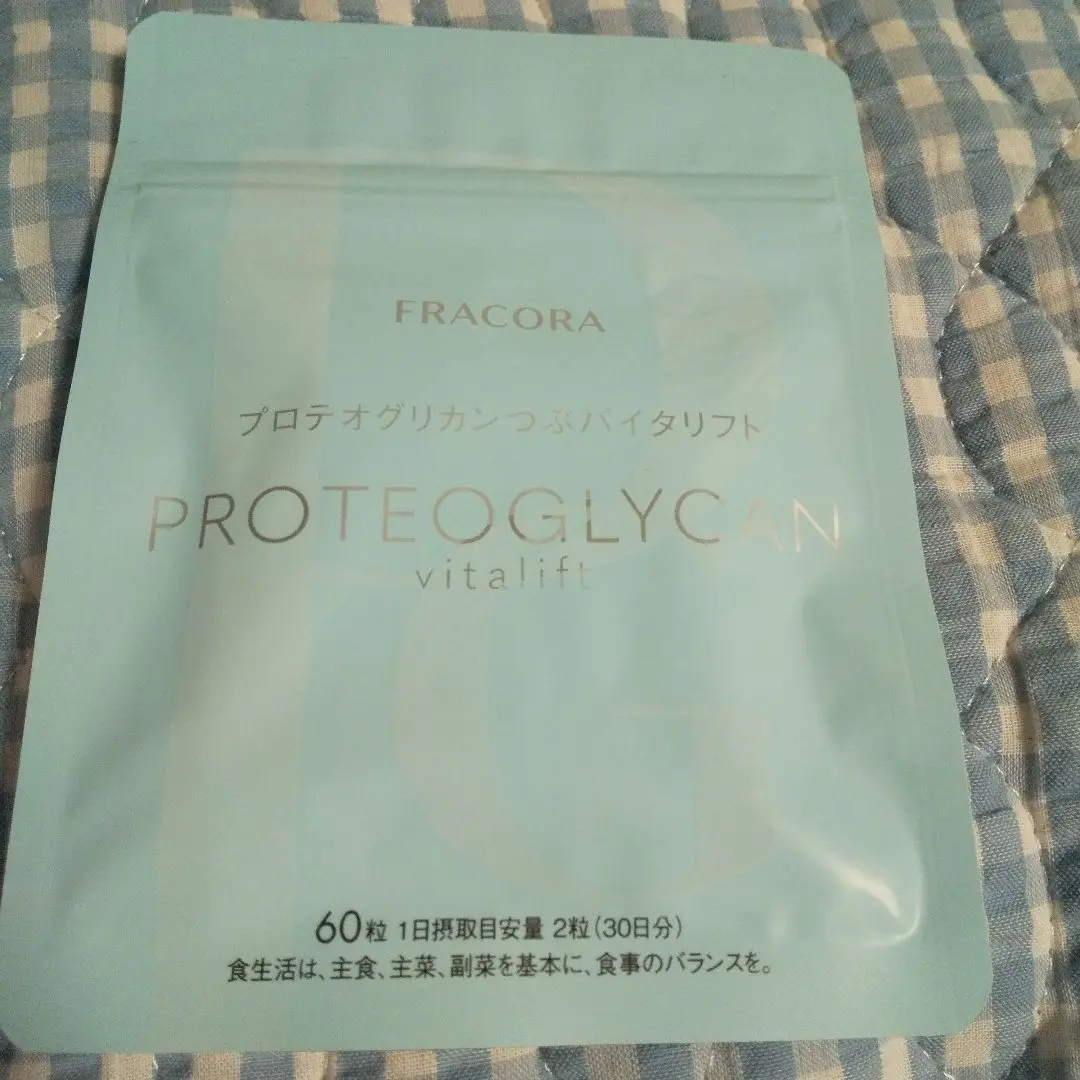 FRACORA
プロテオグリカンつぶバイタリフト
PROTEOGLYCAN
vitalift
60粒 1日摂取目安量 2粒(30日分)
食生活は、主食、主菜、副菜を基本に、食事のバランスを。